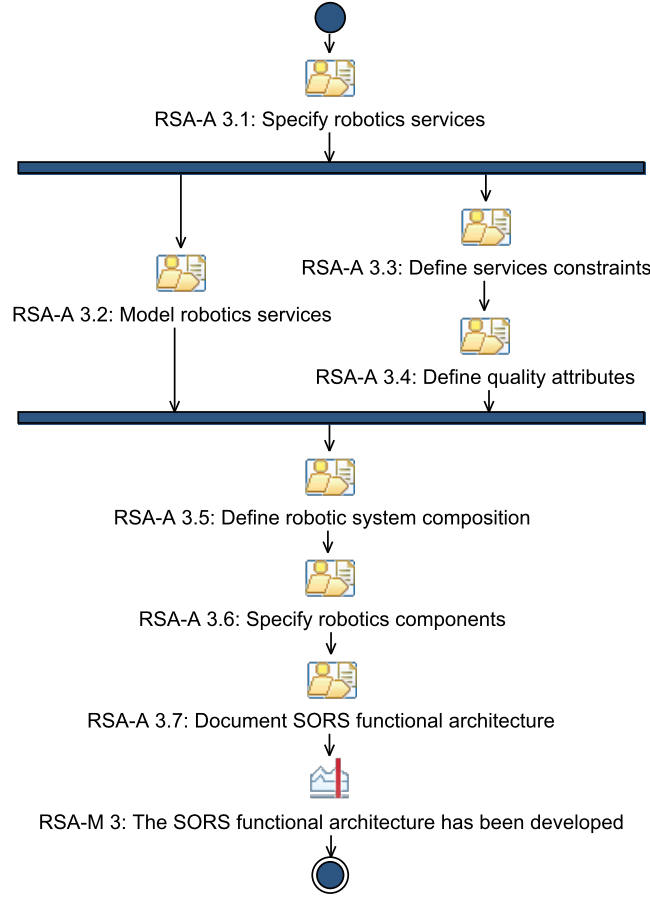 RSA-A 3.1: Specify robotics services
RSA-A 3.3: Define services constraints
RSA-A 3.2: Model robotics services
RSA-A 3.4: Define quality attributes
RSA-A 3.5: Define robotic system composition
RSA-A 3.6: Specify robotics components
RSA-A 3.7: Document SORS functional architecture
RSA-M 3: The SORS functional architecture has been developed